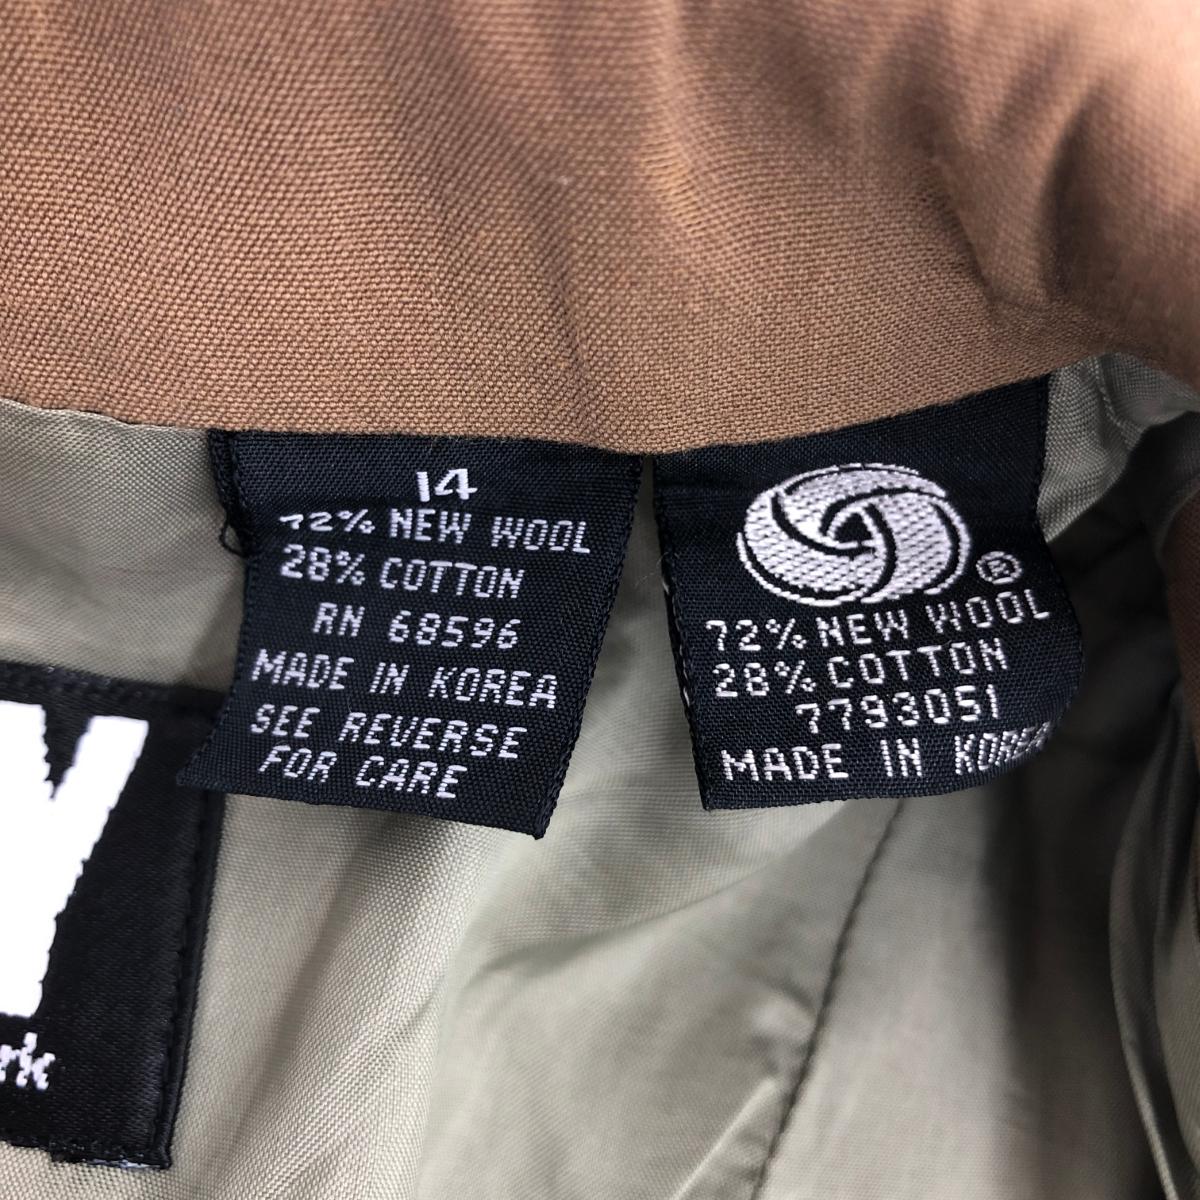 14
72% NEW WOOL
28% COTTON
RN 68596
MADE IN KOREA
SEE REVERSE
FOR CARE
®
72% NEW WOOL
28% COTTON
7793051
MADE IN KOREA